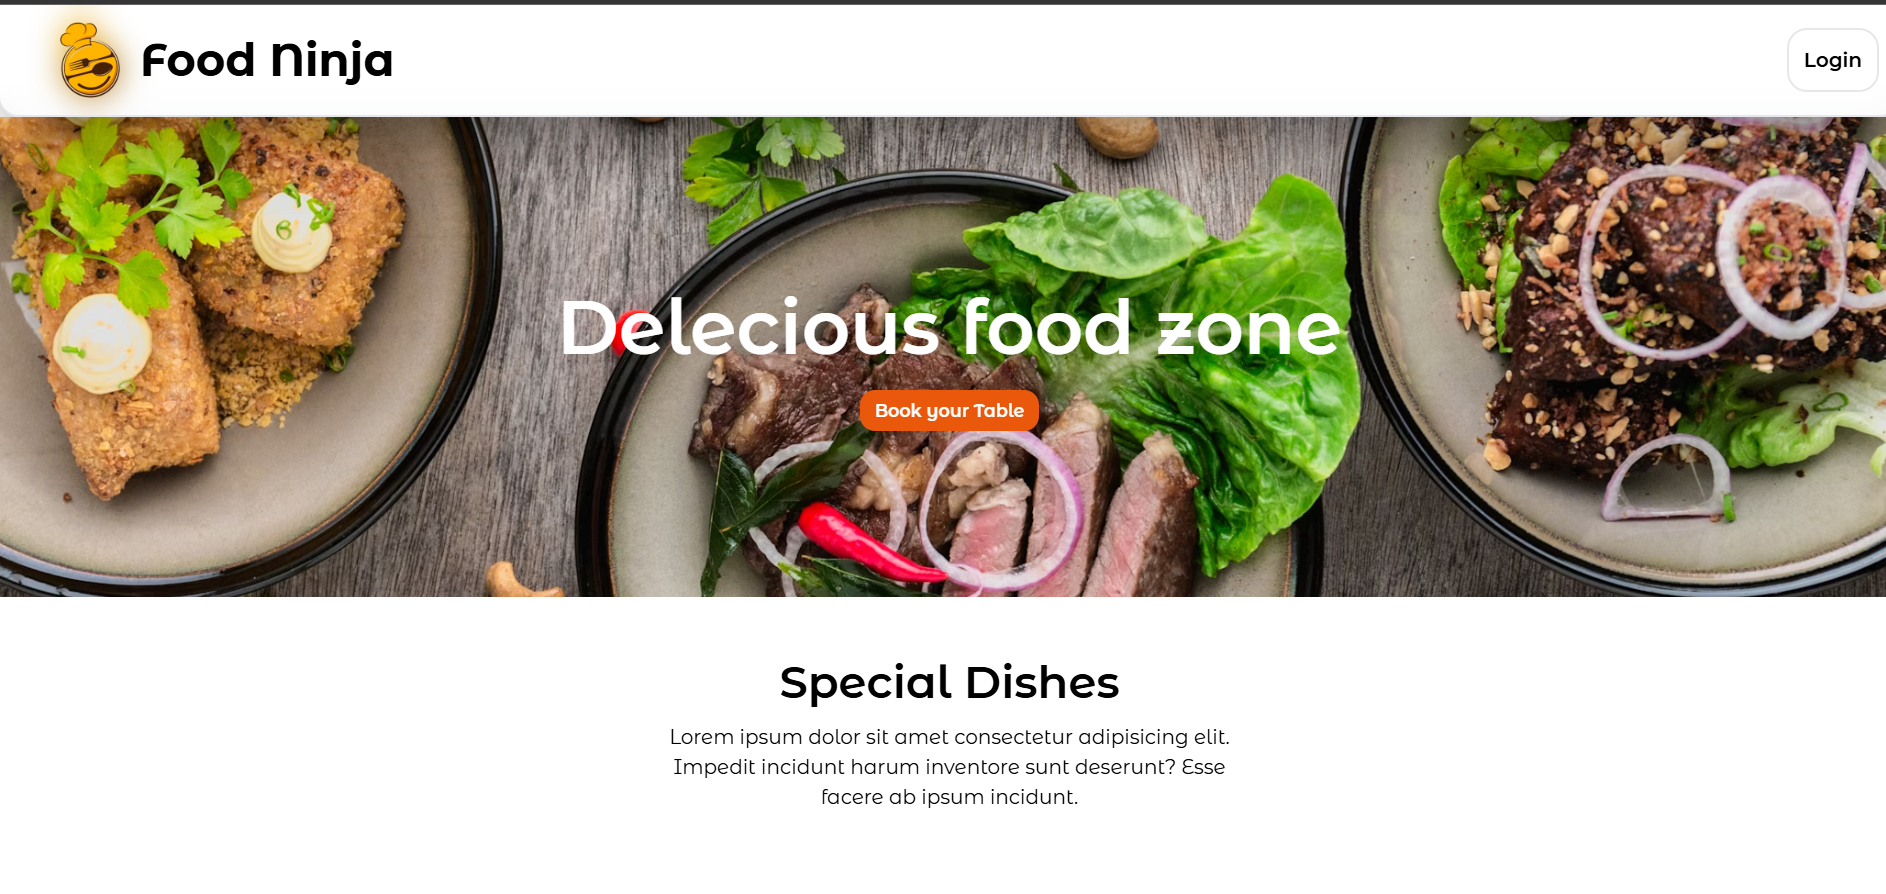 Food Ninja
Login
Delecious food zone
Book your Table
Special Dishes
Lorem ipsum dolor sit amet consectetur adipisicing elit.
Impedit incidunt harum inventore sunt deserunt? Esse
facere ab ipsum incidunt.